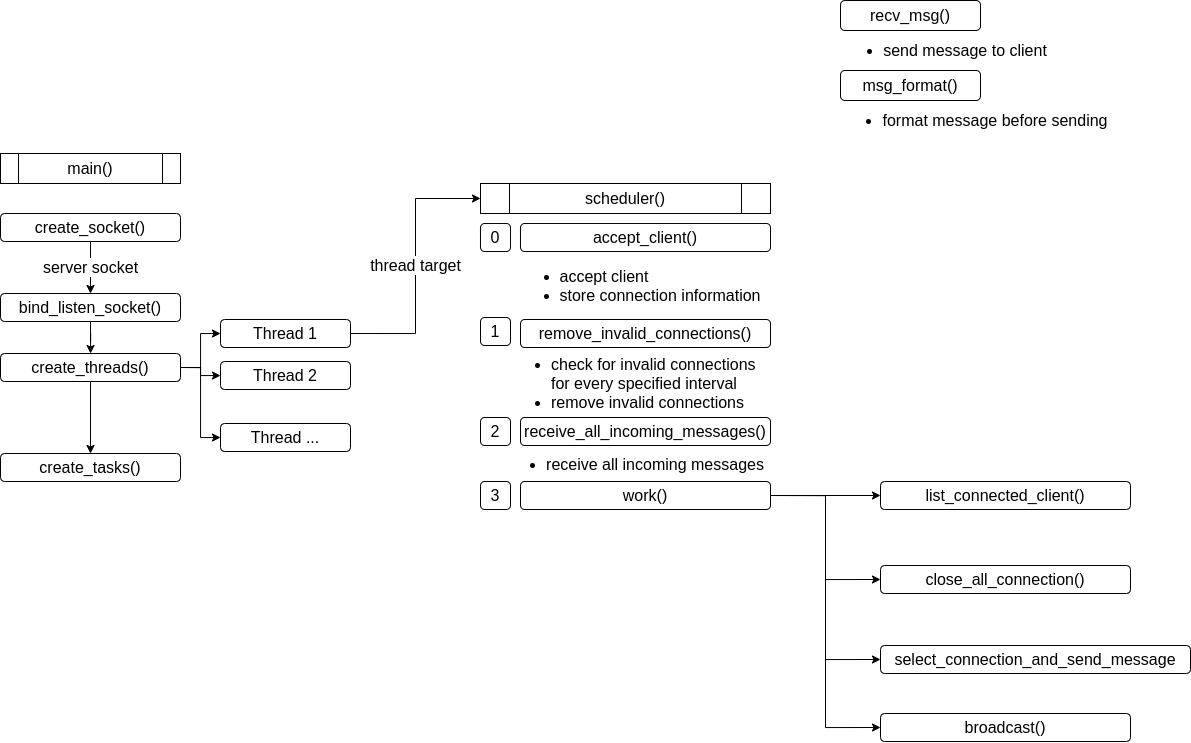 recv_msg()
• send message to client
msg_format()
• format message before sending
main()
create_socket()
server socket
bind_listen_socket()
create_threads()
create_tasks()
Thread 1
Thread 2
Thread ...
thread target
scheduler()
0
accept_client()
• accept client
• store connection information
1
remove_invalid_connections()
• check for invalid connections
for every specified interval
• remove invalid connections
2
receive_all_incoming_messages()
• receive all incoming messages
3
work()
list_connected_client()
close_all_connection()
select_connection_and_send_message
broadcast()